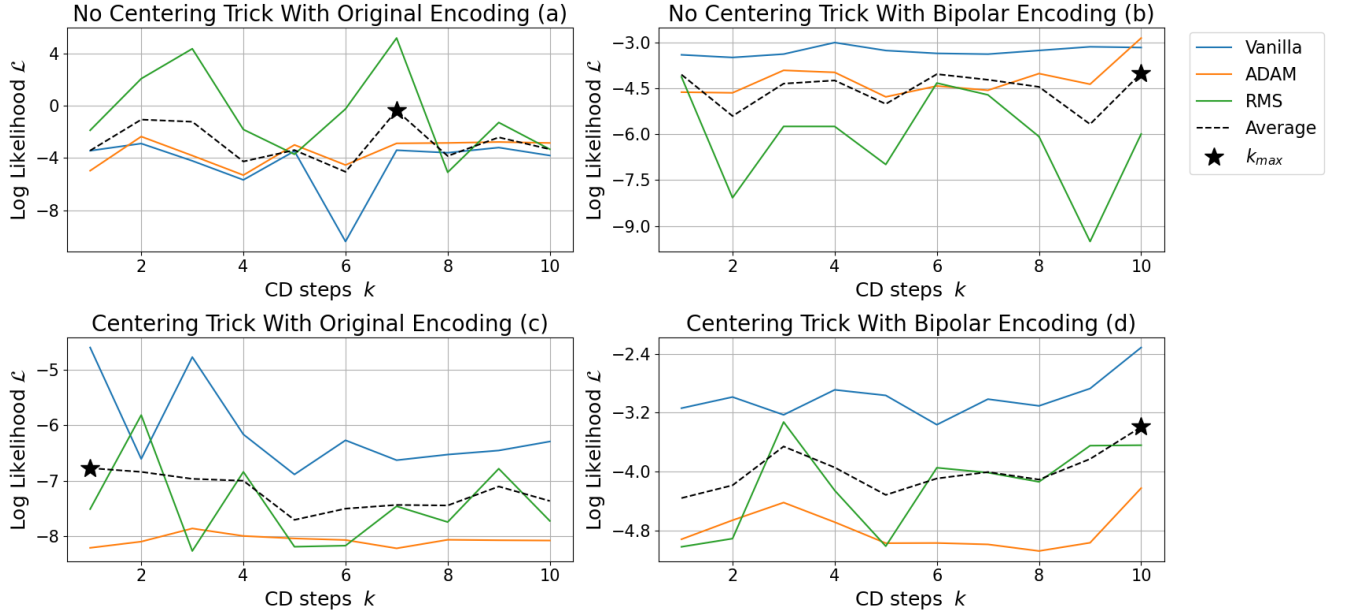 No Centering Trick With Original Encoding (a)
4
0
−4
−8
Log Likelihood ℒ
2
4
6
8
10
CD steps k
No Centering Trick With Bipolar Encoding (b)
−3.0
−4.5
−6.0
−7.5
−9.0
Log Likelihood ℒ
2
4
6
8
10
CD steps k
Vanilla
ADAM
RMS
Average
k_max
Centering Trick With Original Encoding (c)
−5
−6
−7
−8
Log Likelihood ℒ
2
4
6
8
10
CD steps k
Centering Trick With Bipolar Encoding (d)
−2.4
−3.2
−4.0
−4.8
Log Likelihood ℒ
2
4
6
8
10
CD steps k